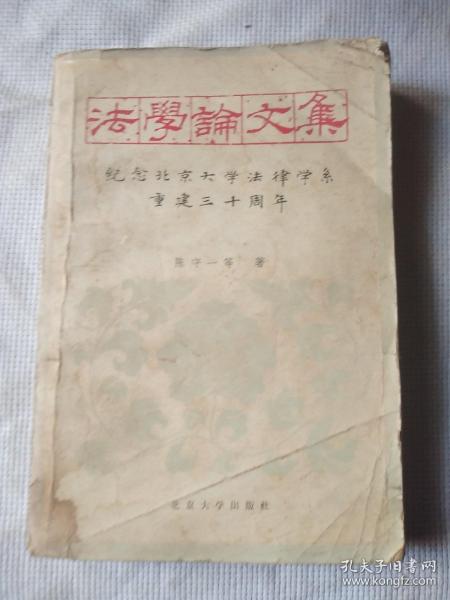 法學論文集
纪念北京大学法律学系
重建三十周年
陈守一等 著
北京大学出版社
孔夫子旧书网
www.kongfz.com